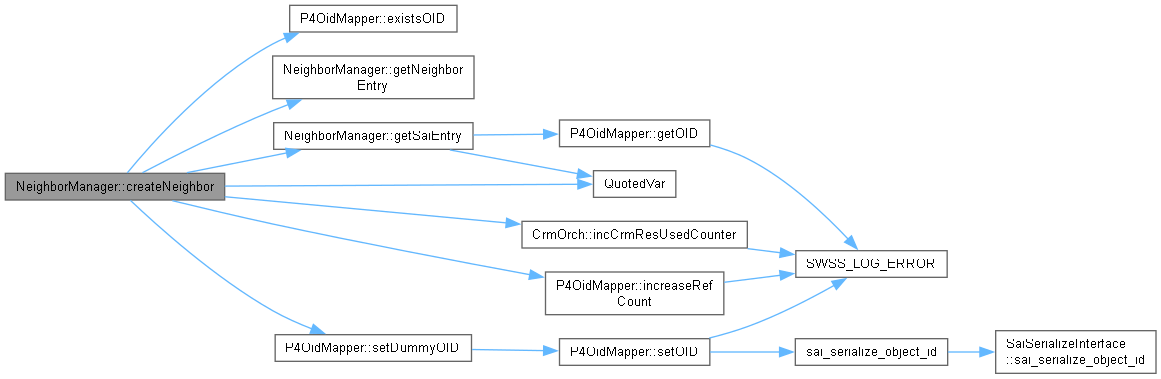 P4OidMapper::existsOID
NeighborManager::getNeighbor
Entry
NeighborManager::getSaiEntry
P4OidMapper::getOID
NeighborManager::createNeighbor
QuotedVar
CrmOrch::incCrmResUsedCounter
SWSS_LOG_ERROR
P4OidMapper::increaseRef
Count
P4OidMapper::setDummyOID
P4OidMapper::setOID
sai_serialize_object_id
SaiSerializeInterface
::sai_serialize_object_id